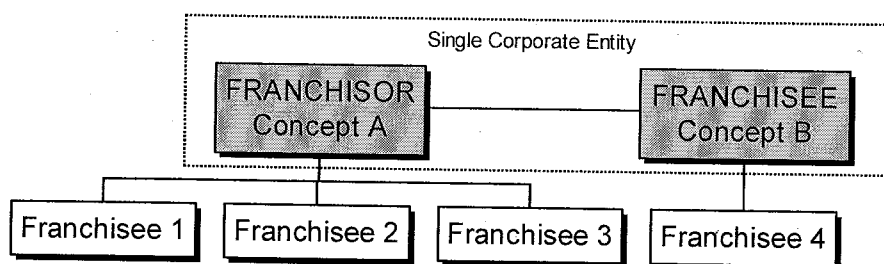 Single Corporate Entity
FRANCHISOR
Concept A
FRANCHISEE
Concept B
Franchisee 1
Franchisee 2
Franchisee 3
Franchisee 4